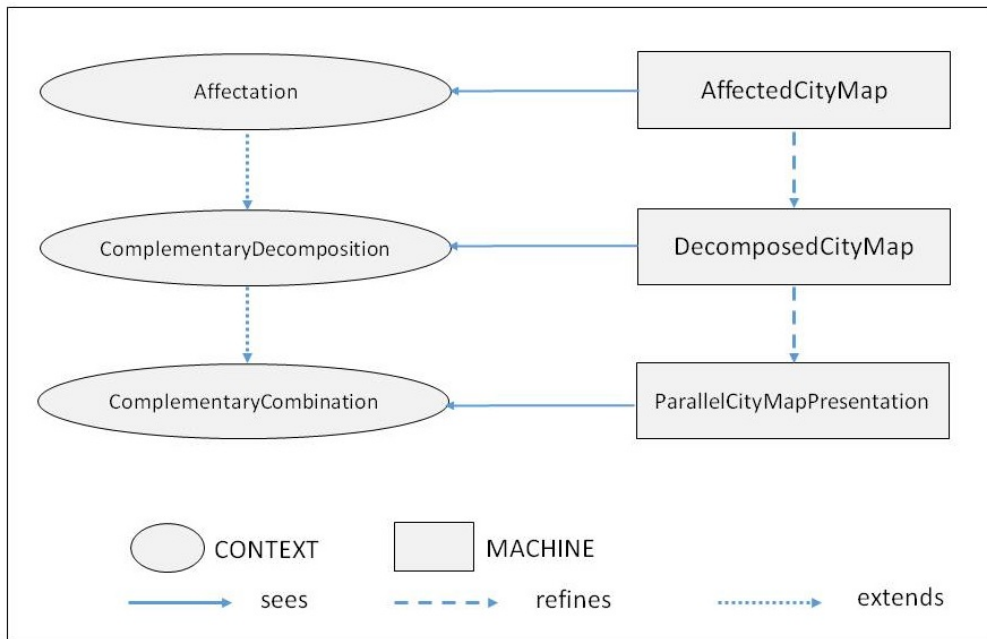 Affectation
AffectedCityMap
ComplementaryDecomposition
DecomposedCityMap
ComplementaryCombination
ParallelCityMapPresentation
CONTEXT
MACHINE
sees
refines
extends